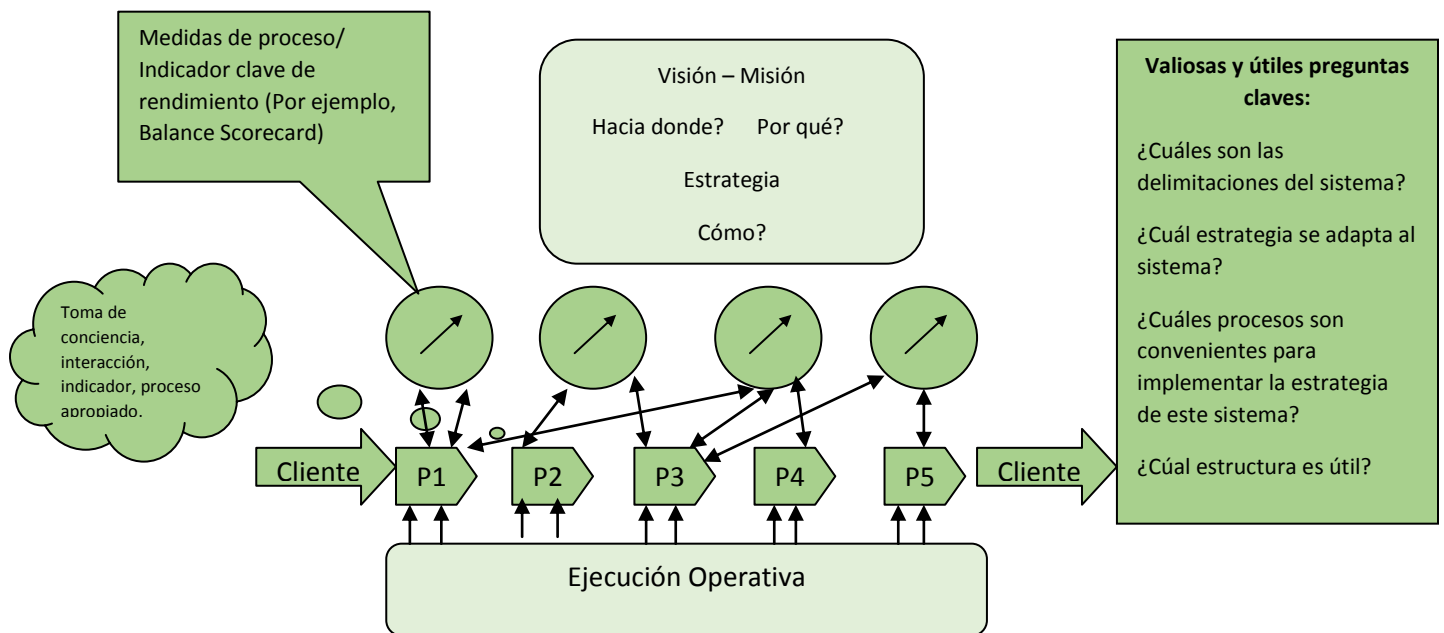 Medidas de proceso/
Indicador clave de
rendimiento (Por ejemplo,
Balance Scorecard)
Visión – Misión
Hacia donde? Por qué?
Estrategia
Cómo?
Valiosas y útiles preguntas
claves:
¿Cuáles son las
delimitaciones del sistema?
¿Cuál estrategia se adapta al
sistema?
¿Cuáles procesos son
convenientes para
implementar la estrategia
de este sistema?
¿Cúal estructura es útil?
Toma de
conciencia,
interacción,
indicador, proceso
apropiado.
Cliente
P1
P2
P3
P4
P5
Cliente
Ejecución Operativa